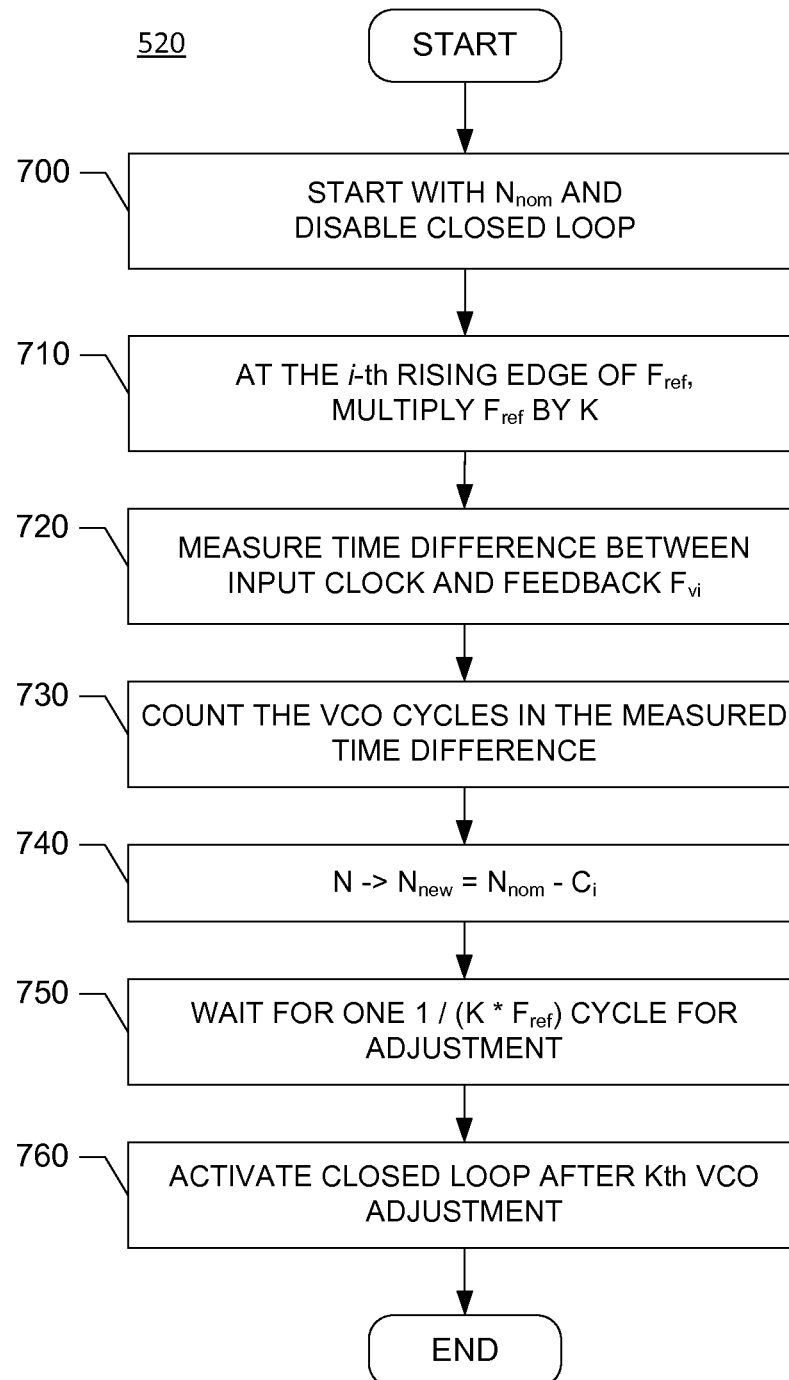 520
START
700
START WITH Nnom AND
DISABLE CLOSED LOOP
710
AT THE i-th RISING EDGE OF Fref,
MULTIPLY Fref BY K
720
MEASURE TIME DIFFERENCE BETWEEN
INPUT CLOCK AND FEEDBACK Fvi
730
COUNT THE VCO CYCLES IN THE MEASURED
TIME DIFFERENCE
740
N -> Nnew = Nnom - Ci
750
WAIT FOR ONE 1 / (K * Fref) CYCLE FOR
ADJUSTMENT
760
ACTIVATE CLOSED LOOP AFTER Kth VCO
ADJUSTMENT
END